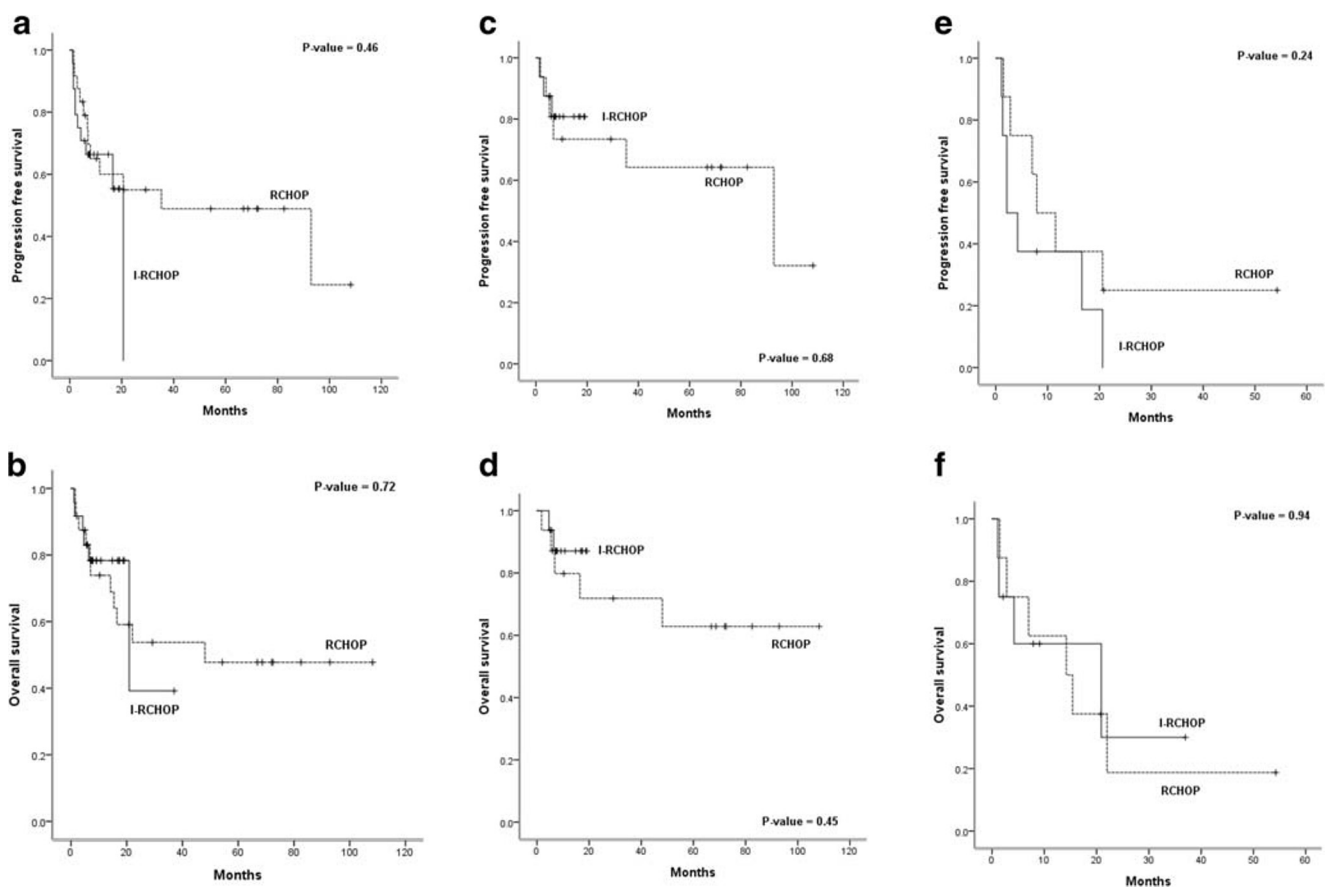 a
P-value = 0.46
1.0
0.8
0.6
0.4
0.2
0.0
Progression free survival
RCHOP
I-RCHOP
0 20 40 60 80 100 120
Months
c
1.0
0.8
0.6
0.4
0.2
0.0
Progression free survival
I-RCHOP
RCHOP
P-value = 0.68
0 20 40 60 80 100 120
Months
e
P-value = 0.24
1.0
0.8
0.6
0.4
0.2
0.0
Progression free survival
RCHOP
I-RCHOP
0 10 20 30 40 50 60
Months
b
P-value = 0.72
1.0
0.8
0.6
0.4
0.2
0.0
Overall survival
RCHOP
I-RCHOP
0 20 40 60 80 100 120
Months
d
1.0
0.8
0.6
0.4
0.2
0.0
Overall survival
I-RCHOP
RCHOP
P-value = 0.45
0 20 40 60 80 100 120
Months
f
P-value = 0.94
1.0
0.8
0.6
0.4
0.2
0.0
Overall survival
I-RCHOP
RCHOP
0 10 20 30 40 50 60
Months